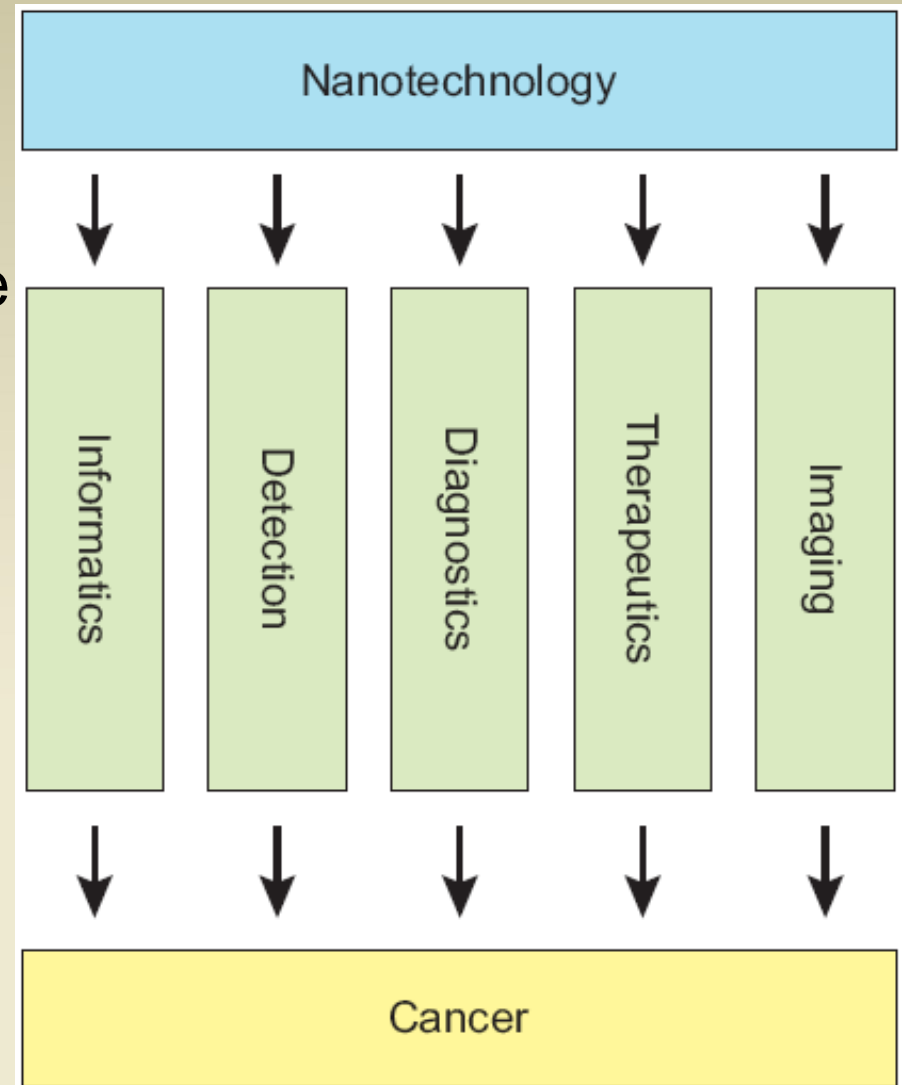 Nanotechnology
e
Informatics
Detection
Diagnostics
Therapeutics
Imaging
Cancer